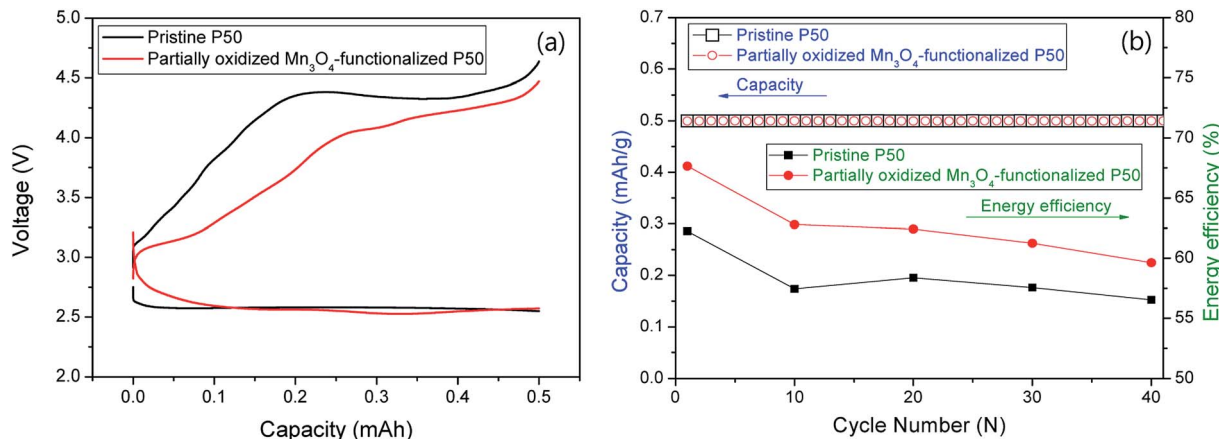 (a)
Pristine P50
Partially oxidized Mn₃O₄-functionalized P50
Voltage (V)
5.0
4.5
4.0
3.5
3.0
2.5
2.0
0.0 0.1 0.2 0.3 0.4 0.5
Capacity (mAh)
(b)
Pristine P50
Partially oxidized Mn₃O₄-functionalized P50
Capacity
Pristine P50
Partially oxidized Mn₃O₄-functionalized P50
Energy efficiency
Capacity (mAh/g)
0.7
0.6
0.5
0.4
0.3
0.2
0.1
0.0
0 10 20 30 40
Cycle Number (N)
80
75
70
65
60
55
50
Energy efficiency (%)